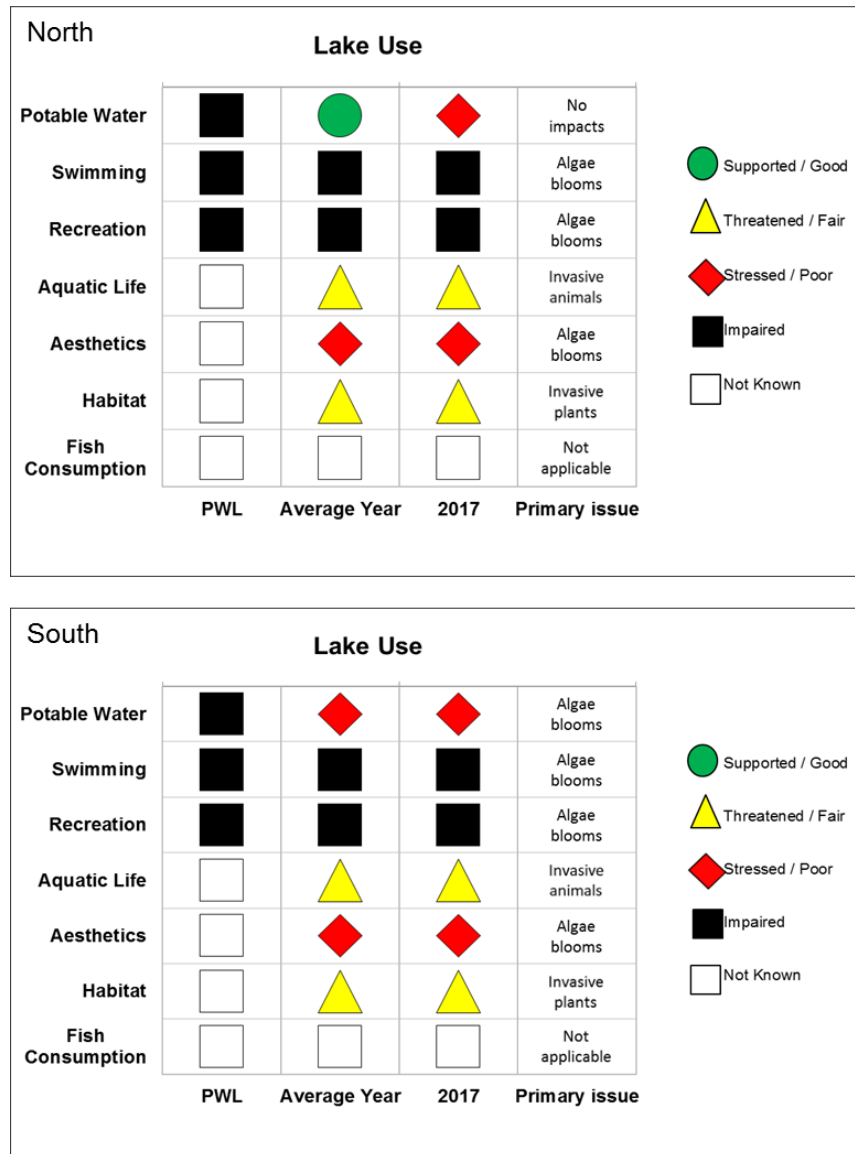 North
Lake Use
Potable Water
No
impacts
Swimming
Algae
blooms
Recreation
Algae
blooms
Aquatic Life
Invasive
animals
Aesthetics
Algae
blooms
Habitat
Invasive
plants
Fish
Consumption
Not
applicable
PWL Average Year 2017 Primary issue
Supported / Good
Threatened / Fair
Stressed / Poor
Impaired
Not Known
South
Lake Use
Potable Water
Algae
blooms
Swimming
Algae
blooms
Recreation
Algae
blooms
Aquatic Life
Invasive
animals
Aesthetics
Algae
blooms
Habitat
Invasive
plants
Fish
Consumption
Not
applicable
PWL Average Year 2017 Primary issue
Supported / Good
Threatened / Fair
Stressed / Poor
Impaired
Not Known